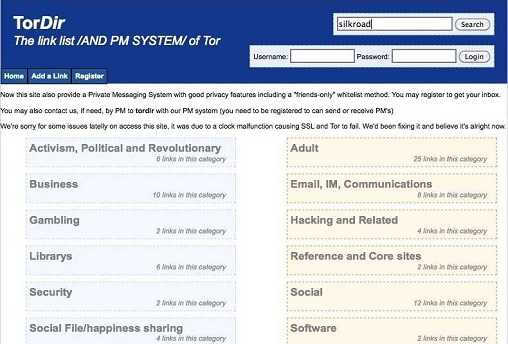 TorDir
silkroad
Search
The link list /AND PM SYSTEM/ of Tor
Username:
Password:
Login
Home
Add a Link
Register
Now this site also provide a Private Messaging System with good privacy features including a "friends-only" whitelist method. You may register to get your inbox.
You may also contact us, if need, by PM to tordir with our PM system (you need to be registered to can send or receive PM's)
We're sorry for some issues latelly on access this site, it was due to a clock malfunction causing SSL and Tor to fail. We'd been fixing it and believe it's alright now.
Activism, Political and Revolutionary
6 links in this category
Adult
25 links in this category
Business
10 links in this category
Email, IM, Communications
8 links in this category
Gambling
2 links in this category
Hacking and Related
4 links in this category
Librarys
6 links in this category
Reference and Core sites
2 links in this category
Security
2 links in this category
Social
12 links in this category
Social File/happiness sharing
4 links in this category
Software
2 links in this category